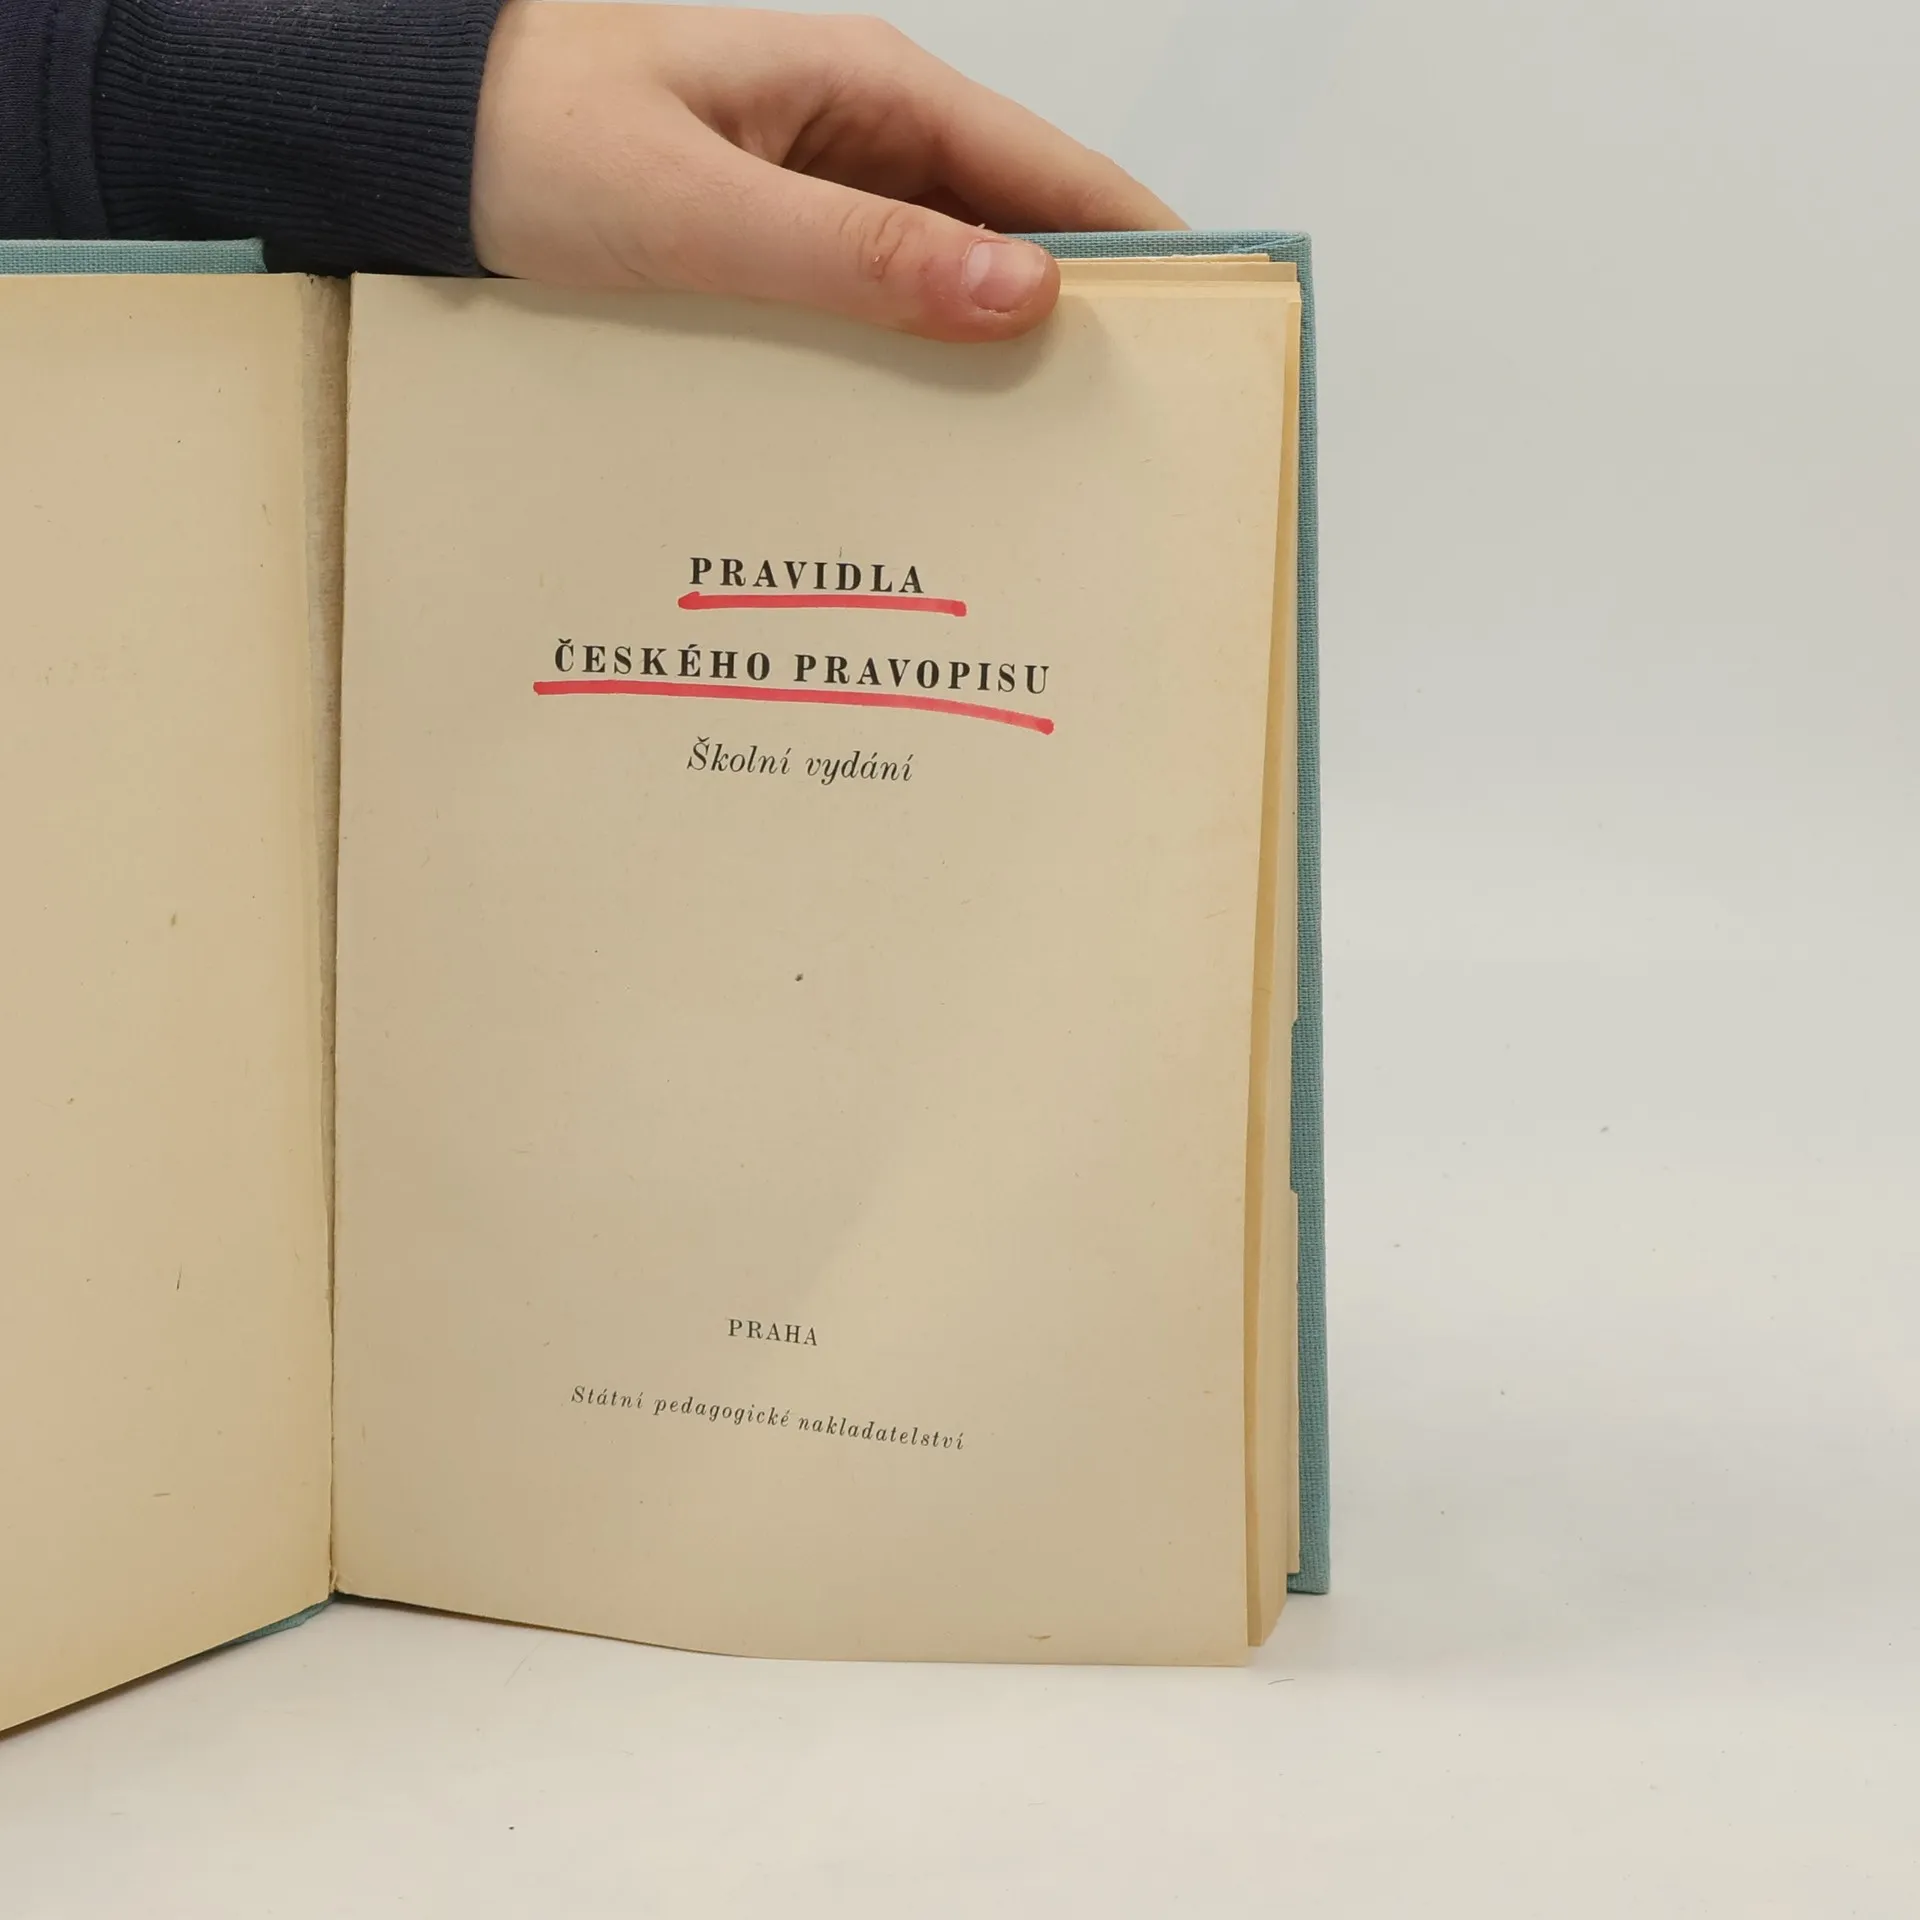 PRAVIDLA
ČESKÉHO PRAVOPISU
Školní vydání
PRAHA
Státní pedagogické nakladatelství